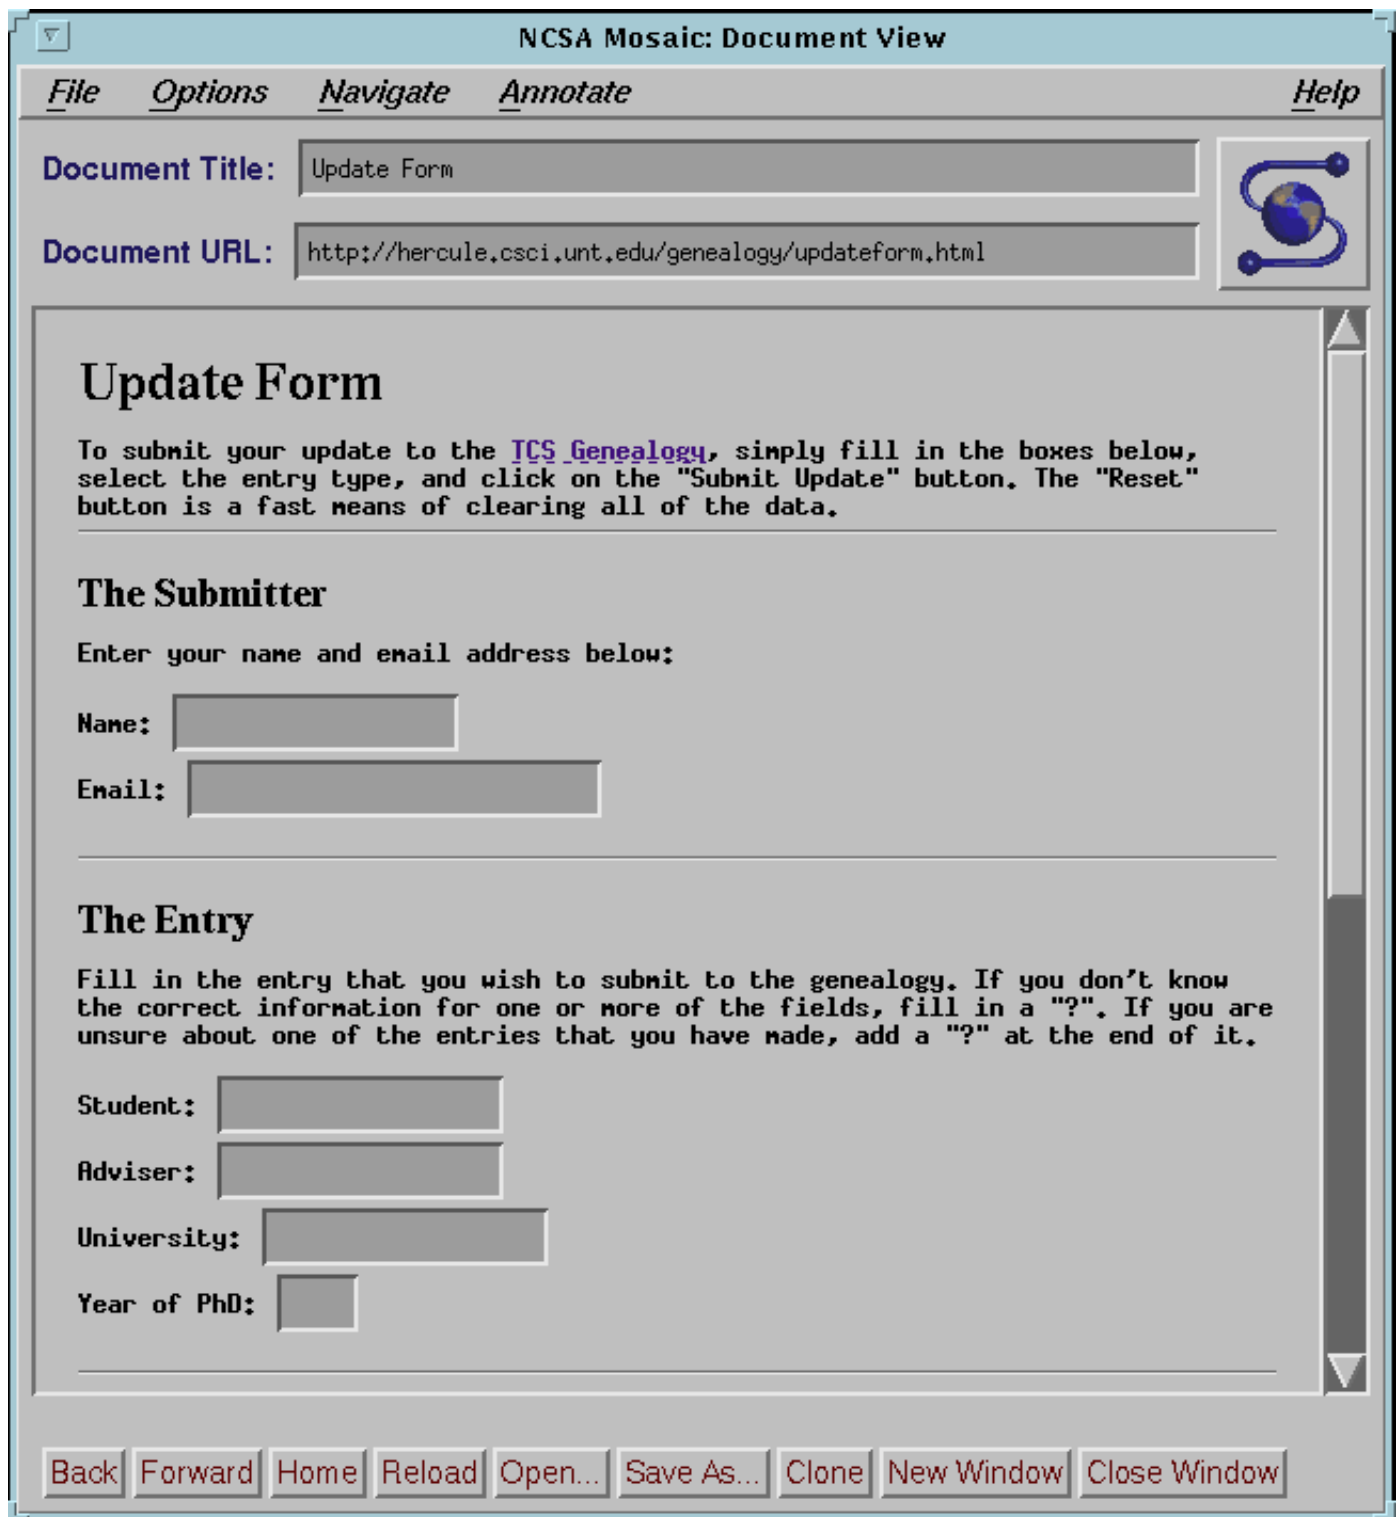 NCSA Mosaic: Document View
File Options Navigate Annotate Help
Document Title: Update Form
Document URL: http://hercule.csci.unt.edu/genealogy/updateform.html
Update Form
To submit your update to the TCS Genealogy, simply fill in the boxes below,
select the entry type, and click on the "Submit Update" button. The "Reset"
button is a fast means of clearing all of the data.
The Submitter
Enter your name and email address below:
Name:
Email:
The Entry
Fill in the entry that you wish to submit to the genealogy. If you don't know
the correct information for one or more of the fields, fill in a "?". If you are
unsure about one of the entries that you have made, add a "?" at the end of it.
Student:
Adviser:
University:
Year of PhD:
Back Forward Home Reload Open... Save As... Clone New Window Close Window